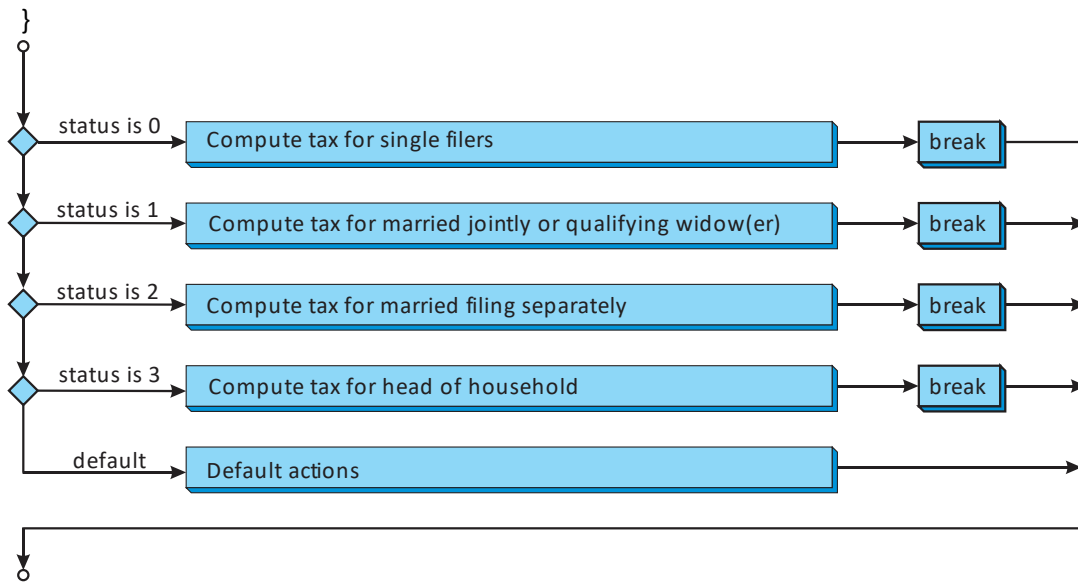 }
status is 0
Compute tax for single filers
break
status is 1
Compute tax for married jointly or qualifying widow(er)
break
status is 2
Compute tax for married filing separately
break
status is 3
Compute tax for head of household
break
default
Default actions